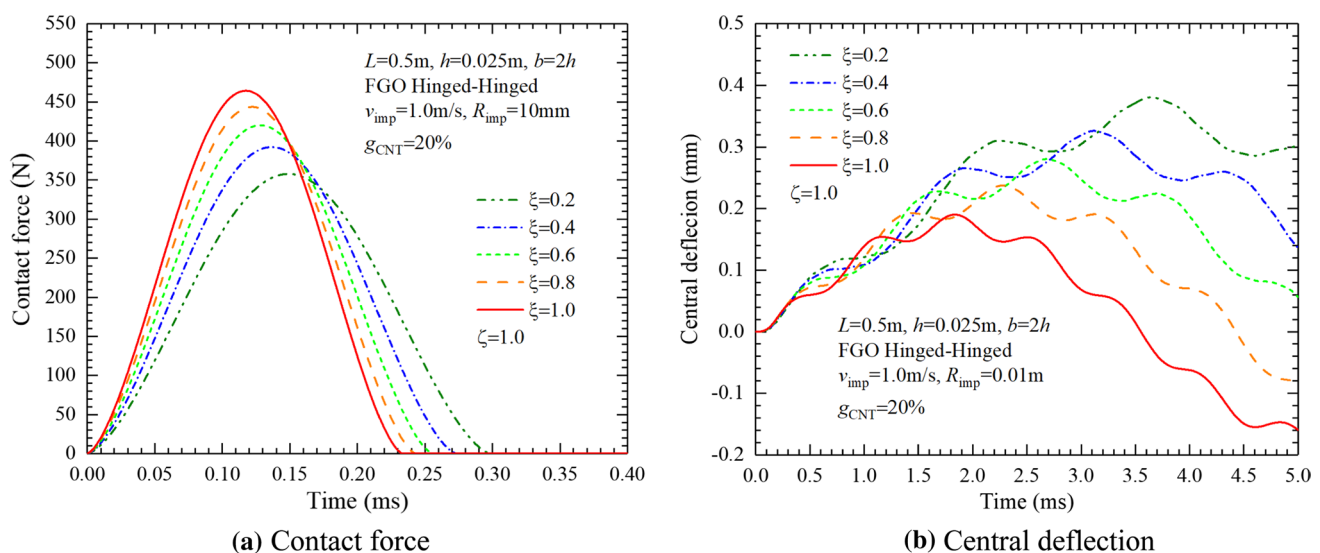 550
500
450
400
350
300
250
200
150
100
50
0
Contact force (N)
L=0.5m, h=0.025m, b=2h
FGO Hinged-Hinged
vimp=1.0m/s, Rimp=10mm
gCNT=20%
ξ=0.2
ξ=0.4
ξ=0.6
ξ=0.8
ξ=1.0
ζ=1.0
0.00 0.05 0.10 0.15 0.20 0.25 0.30 0.35 0.40
Time (ms)
(a) Contact force
0.5
0.4
0.3
0.2
0.1
0.0
-0.1
-0.2
Central deflecion (mm)
ξ=0.2
ξ=0.4
ξ=0.6
ξ=0.8
ξ=1.0
ζ=1.0
L=0.5m, h=0.025m, b=2h
FGO Hinged-Hinged
vimp=1.0m/s, Rimp=0.01m
gCNT=20%
0.0 0.5 1.0 1.5 2.0 2.5 3.0 3.5 4.0 4.5 5.0
Time (ms)
(b) Central deflection